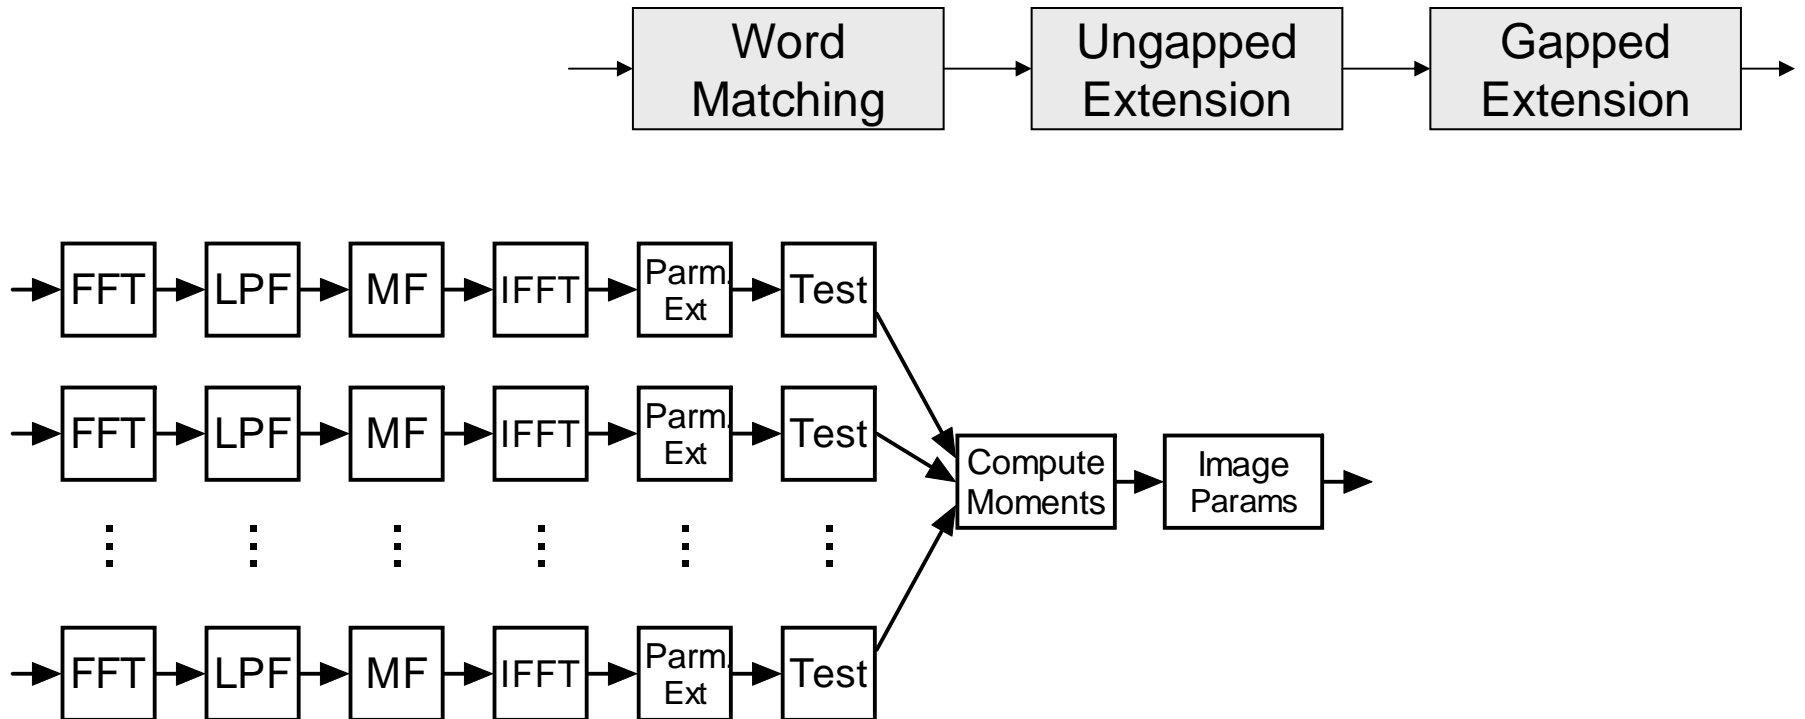 Word
Matching
Ungapped
Extension
Gapped
Extension
FFT
LPF
MF
IFFT
Parm.
Ext
Test
FFT
LPF
MF
IFFT
Parm.
Ext
Test
Compute
Moments
Image
Params
FFT
LPF
MF
IFFT
Parm.
Ext
Test